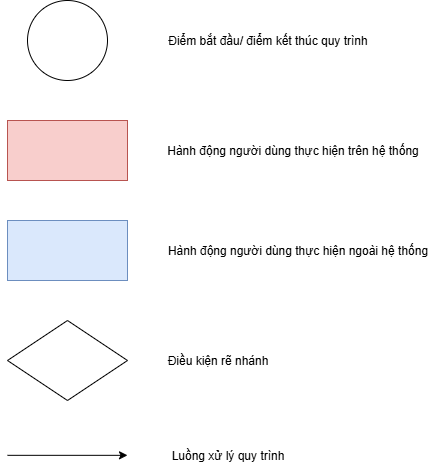 Điểm bắt đầu/ điểm kết thúc quy trình
Hành động người dùng thực hiện trên hệ thống
Hành động người dùng thực hiện ngoài hệ thống
Điều kiện rẽ nhánh
Luồng xử lý quy trình